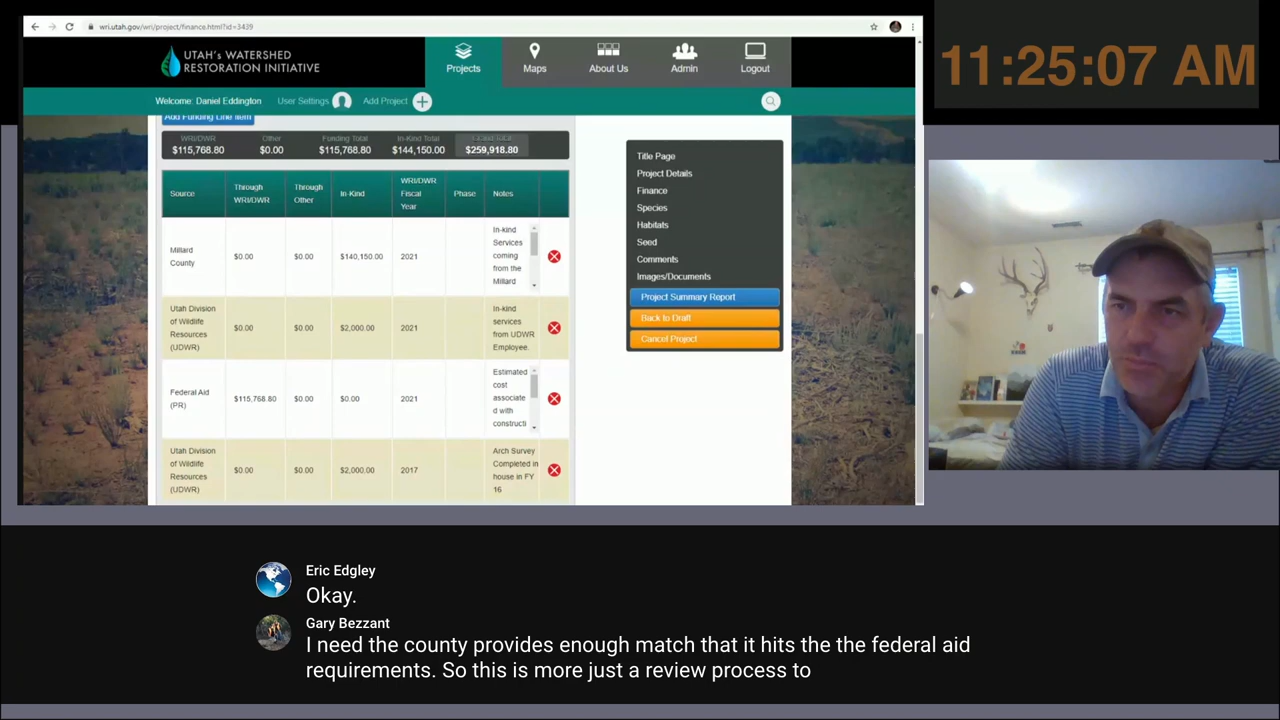 wri.utah.gov/wri/project/finance.html?id=3439
11:25:07 AM
UTAH'S WATERSHED
RESTORATION INITIATIVE
Projects
Maps
About Us
Admin
Logout
Welcome: Daniel Eddington
User Settings
Add Project
Add Funding Line Item
WRI/DWR Other Funding Total In-Kind Total
$115,768.80 $0.00 $115,768.80 $144,150.00 $259,918.80
Source
Through
WRI/DWR
Through
Other
In-Kind
WRI/DWR
Fiscal
Year
Phase
Notes
Millard
County
$0.00
$0.00
$140,150.00
2021
In-kind
Services
coming
from the
Millard
Utah Division
of Wildlife
Resources
(UDWR)
$0.00
$0.00
$2,000.00
2021
In-kind
services
from UDWR
Employee.
Federal Aid
(PR)
$115,768.80
$0.00
$0.00
2021
Estimated
cost
associate
d with
constructi
Utah Division
of Wildlife
Resources
(UDWR)
$0.00
$0.00
$2,000.00
2017
Arch Survey
Completed in
house in FY
16
Title Page
Project Details
Finance
Species
Habitats
Seed
Comments
Images/Documents
Project Summary Report
Back to Draft
Cancel Project
Eric Edgley
Okay.
Gary Bezzant
I need the county provides enough match that it hits the the federal aid
requirements. So this is more just a review process to